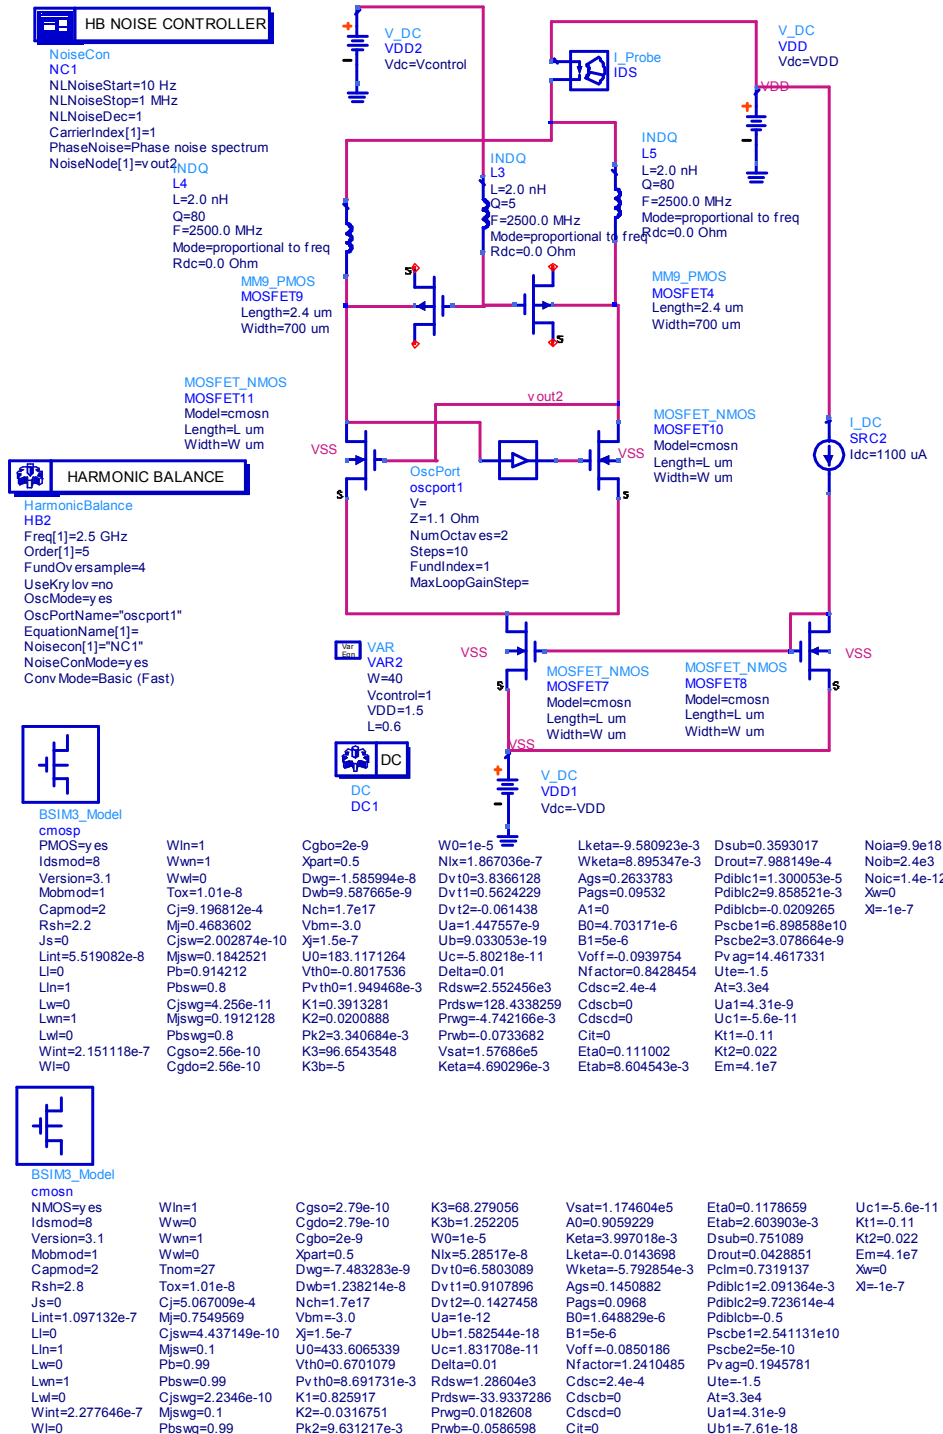 HB NOISE CONTROLLER
NoiseCon
NC1
NLNoiseStart=10 Hz
NLNoiseStop=1 MHz
NLNoiseDec=1
CarrierIndex[1]=1
PhaseNoise=Phase noise spectrum
NoiseNode[1]=vout2
V_DC
VDD2
Vdc=Vcontrol
I_Probe
IDS
V_DC
VDD
Vdc=VDD
VDD
INDQ
L4
L=2.0 nH
Q=80
F=2500.0 MHz
Mode=proportional to freq
Rdc=0.0 Ohm
INDQ
L3
L=2.0 nH
Q=5
F=2500.0 MHz
Mode=proportional to freq
Rdc=0.0 Ohm
INDQ
L5
L=2.0 nH
Q=80
F=2500.0 MHz
Mode=proportional to freq
Rdc=0.0 Ohm
S
MM9_PMOS
MOSFET9
Length=2.4 um
Width=700 um
S
MM9_PMOS
MOSFET4
Length=2.4 um
Width=700 um
MOSFET_NMOS
MOSFET11
Model=cmosn
Length=L um
Width=W um
VSS
S
vout2
OscPort
oscport1
V=
Z=1.1 Ohm
NumOctaves=2
Steps=10
FundIndex=1
MaxLoopGainStep=
VSS
S
MOSFET_NMOS
MOSFET10
Model=cmosn
Length=L um
Width=W um
I_DC
SRC2
Idc=1100 uA
HARMONIC BALANCE
HarmonicBalance
HB2
Freq[1]=2.5 GHz
Order[1]=5
FundOversample=4
UseKrylov=no
OscMode=yes
OscPortName="oscport1"
EquationName[1]=
Noisecon[1]="NC1"
NoiseConMode=yes
ConvMode=Basic (Fast)
Var
Eqn
VAR
VAR2
W=40
Vcontrol=1
VDD=1.5
L=0.6
VSS
S
MOSFET_NMOS
MOSFET7
Model=cmosn
Length=L um
Width=W um
MOSFET_NMOS
MOSFET8
Model=cmosn
Length=L um
Width=W um
VSS
S
VSS
DC
DC
DC1
V_DC
VDD1
Vdc=-VDD
BSIM3_Model
cmosp
PMOS=yes
Idsmod=8
Version=3.1
Mobmod=1
Capmod=2
Rsh=2.2
Js=0
Lint=5.519082e-8
Ll=0
Lln=1
Lw=0
Lwn=1
Lwl=0
Wint=2.151118e-7
Wl=0
Wln=1
Wwn=1
Wwl=0
Tox=1.01e-8
Cj=9.196812e-4
Mj=0.4683602
Cjsw=2.002874e-10
Mjsw=0.1842521
Pb=0.914212
Pbsw=0.8
Cjswg=4.256e-11
Mjswg=0.1912128
Pbswg=0.8
Cgso=2.56e-10
Cgdo=2.56e-10
Cgbo=2e-9
Xpart=0.5
Dwg=-1.585994e-8
Dwb=9.587665e-9
Nch=1.7e17
Vbm=-3.0
Xj=1.5e-7
U0=183.1171264
Vth0=-0.8017536
Pvth0=1.949468e-3
K1=0.3913281
K2=0.0200888
Pk2=3.340684e-3
K3=96.6543548
K3b=-5
W0=1e-5
Nlx=1.867036e-7
Dvt0=3.8366128
Dvt1=0.5624229
Dvt2=-0.061438
Ua=1.447557e-9
Ub=9.033053e-19
Uc=-5.80218e-11
Delta=0.01
Rdsw=2.552456e3
Prdsw=128.4338259
Prwg=-4.742166e-3
Prwb=-0.0733682
Vsat=1.57686e5
Keta=4.690296e-3
Lketa=-9.580923e-3
Wketa=8.895347e-3
Ags=0.2633783
Pags=0.09532
A1=0
B0=4.703171e-6
B1=5e-6
Voff=-0.0939754
Nfactor=0.8428454
Cdsc=2.4e-4
Cdscb=0
Cdscd=0
Cit=0
Eta0=0.111002
Etab=8.604543e-3
Dsub=0.3593017
Drout=7.988149e-4
Pdiblc1=1.300053e-5
Pdiblc2=9.858521e-3
Pdiblcb=-0.0209265
Pscbe1=6.898588e10
Pscbe2=3.078664e-9
Pvag=14.4617331
Ute=-1.5
At=3.3e4
Ua1=4.31e-9
Uc1=-5.6e-11
Kt1=-0.11
Kt2=0.022
Em=4.1e7
Noia=9.9e18
Noib=2.4e3
Noic=1.4e-12
Xw=0
Xl=-1e-7
BSIM3_Model
cmosn
NMOS=yes
Idsmod=8
Version=3.1
Mobmod=1
Capmod=2
Rsh=2.8
Js=0
Lint=1.097132e-7
Ll=0
Lln=1
Lw=0
Lwn=1
Lwl=0
Wint=2.277646e-7
Wl=0
Wln=1
Ww=0
Wwn=1
Wwl=0
Tnom=27
Tox=1.01e-8
Cj=5.067009e-4
Mj=0.7549569
Cjsw=4.437149e-10
Mjsw=0.1
Pb=0.99
Pbsw=0.99
Cjswg=2.2346e-10
Mjswg=0.1
Pbswg=0.99
Cgso=2.79e-10
Cgdo=2.79e-10
Cgbo=2e-9
Xpart=0.5
Dwg=-7.483283e-9
Dwb=1.238214e-8
Nch=1.7e17
Vbm=-3.0
Xj=1.5e-7
U0=433.6065339
Vth0=0.6701079
Pvth0=8.691731e-3
K1=0.825917
K2=-0.0316751
Pk2=9.631217e-3
K3=68.279056
K3b=1.252205
W0=1e-5
Nlx=5.28517e-8
Dvt0=6.5803089
Dvt1=0.9107896
Dvt2=-0.1427458
Ua=1e-12
Ub=1.582544e-18
Uc=1.831708e-11
Delta=0.01
Rdsw=1.28604e3
Prdsw=-33.9337286
Prwg=0.0182608
Prwb=-0.0586598
Vsat=1.174604e5
A0=0.9059229
Keta=3.997018e-3
Lketa=-0.0143698
Wketa=-5.792854e-3
Ags=0.1450882
Pags=0.0968
B0=1.648829e-6
B1=5e-6
Voff=-0.0850186
Nfactor=1.2410485
Cdsc=2.4e-4
Cdscb=0
Cdscd=0
Cit=0
Eta0=0.1178659
Etab=2.603903e-3
Dsub=0.751089
Drout=0.0428851
Pclm=0.7319137
Pdiblc1=2.091364e-3
Pdiblc2=9.723614e-4
Pdiblcb=-0.5
Pscbe1=2.541131e10
Pscbe2=5e-10
Pvag=0.1945781
Ute=-1.5
At=3.3e4
Ua1=4.31e-9
Ub1=-7.61e-18
Uc1=-5.6e-11
Kt1=-0.11
Kt2=0.022
Em=4.1e7
Xw=0
Xl=-1e-7